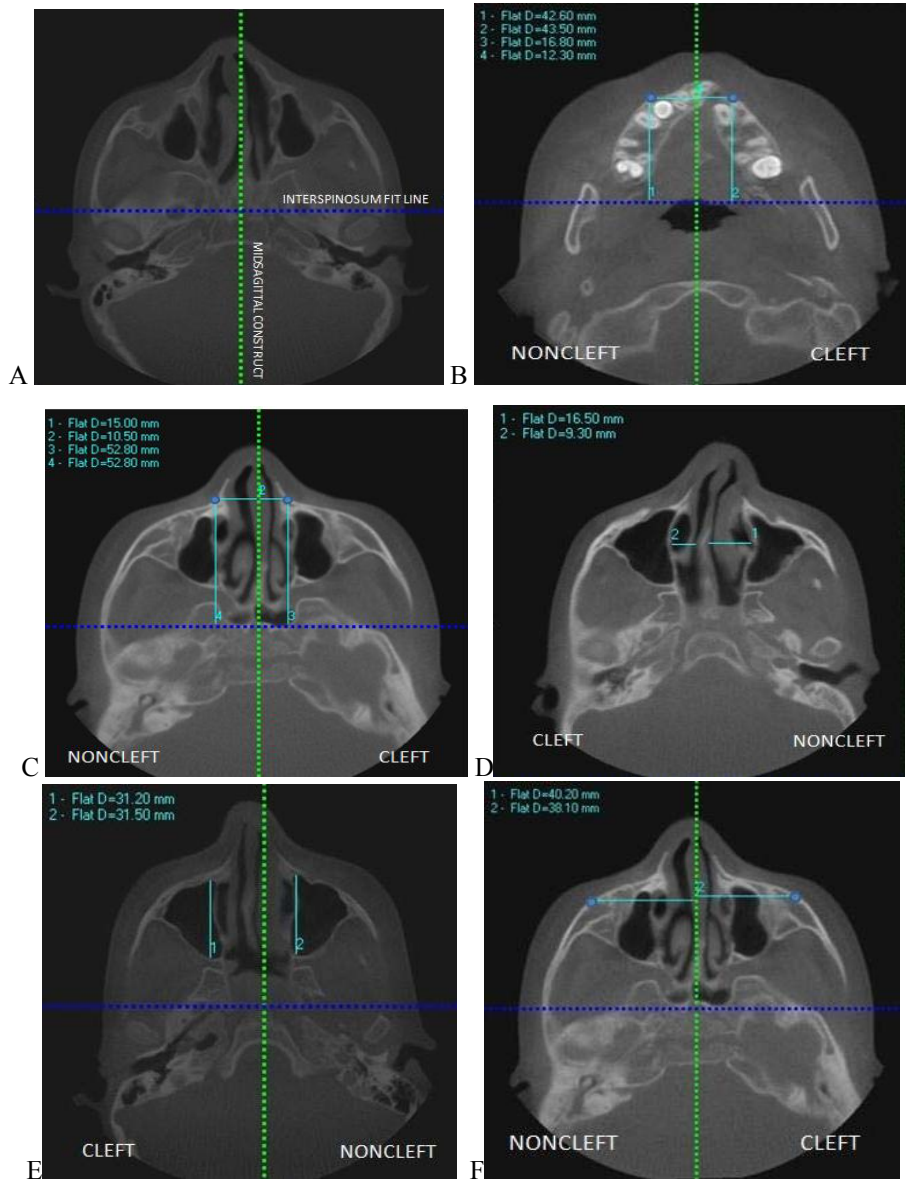 INTERSPINOSUM FIT LINE
MIDSAGITTAL CONSTRUCT
A
1 - Flat D=42.60 mm
2 - Flat D=43.50 mm
3 - Flat D=16.80 mm
4 - Flat D=12.30 mm
1
2
NONCLEFT
CLEFT
B
1 - Flat D=15.00 mm
2 - Flat D=10.50 mm
3 - Flat D=52.80 mm
4 - Flat D=52.80 mm
2
4
3
NONCLEFT
CLEFT
C
1 - Flat D=16.50 mm
2 - Flat D=9.30 mm
2
1
CLEFT
NONCLEFT
D
1 - Flat D=31.20 mm
2 - Flat D=31.50 mm
1
2
CLEFT
NONCLEFT
E
1 - Flat D=40.20 mm
2 - Flat D=38.10 mm
2
NONCLEFT
CLEFT
F